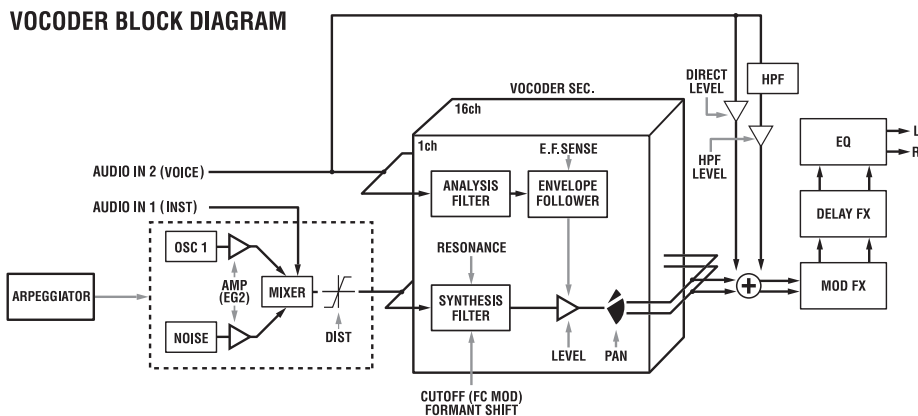 VOCODER BLOCK DIAGRAM
VOCODER SEC.
16ch
1ch
DIRECT
LEVEL
HPF
HPF
LEVEL
EQ
L
R
E.F.SENSE
AUDIO IN 2 (VOICE)
ANALYSIS
FILTER
ENVELOPE
FOLLOWER
AUDIO IN 1 (INST)
DELAY FX
OSC 1
RESONANCE
ARPEGGIATOR
AMP
(EG2)
MIXER
SYNTHESIS
FILTER
+
MOD FX
NOISE
DIST
LEVEL
PAN
CUTOFF (FC MOD)
FORMANT SHIFT